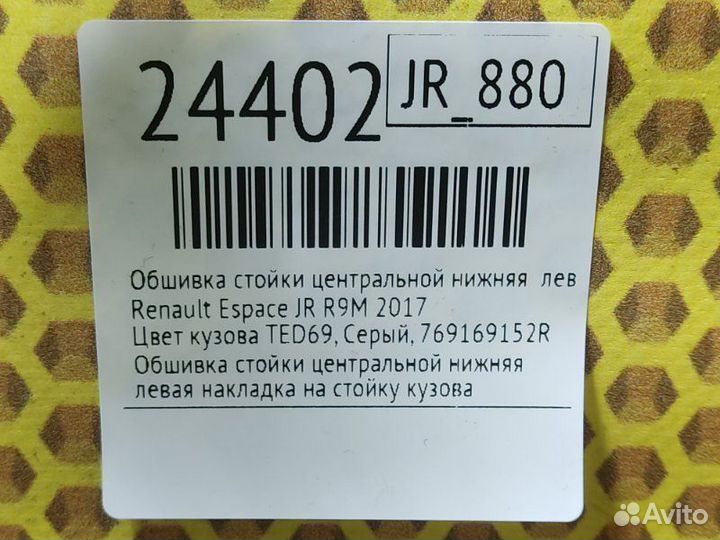 24402
JR_880
Обшивка стойки центральной нижняя лев
Renault Espace JR R9M 2017
Цвет кузова TED69, Серый, 769169152R
Обшивка стойки центральной нижняя
левая накладка на стойку кузова
Avito